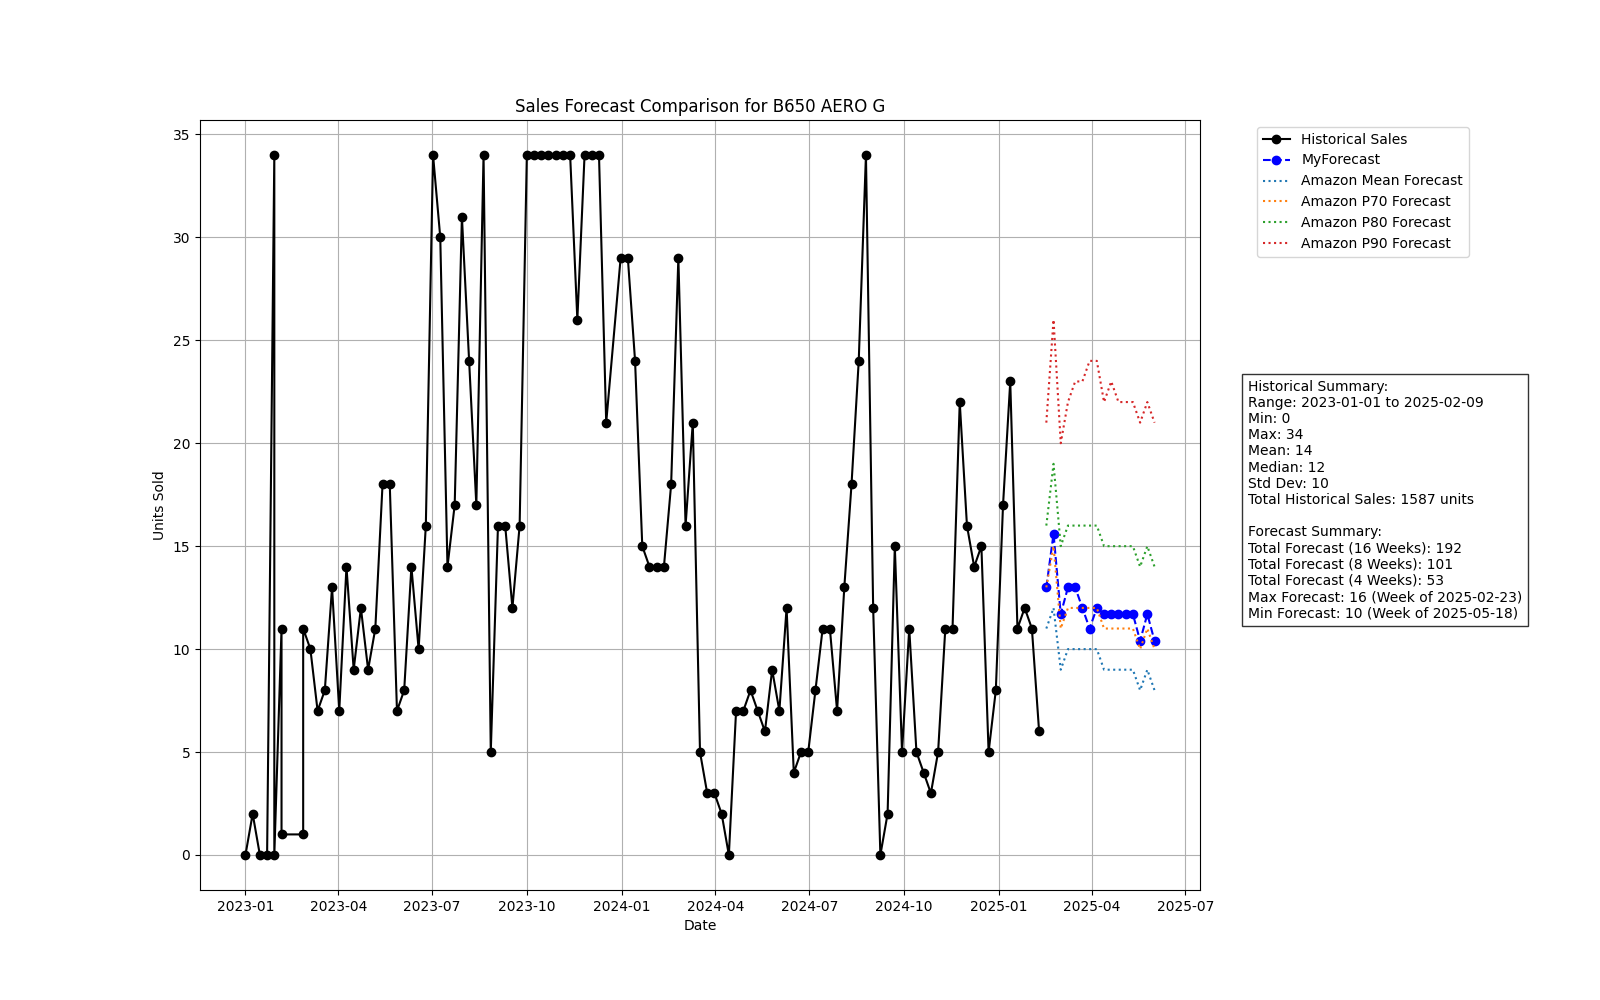 Sales Forecast Comparison for B650 AERO G
Historical Sales
MyForecast
Amazon Mean Forecast
Amazon P70 Forecast
Amazon P80 Forecast
Amazon P90 Forecast
35
30
25
20
15
10
5
0
Units Sold
Historical Summary:
Range: 2023-01-01 to 2025-02-09
Min: 0
Max: 34
Mean: 14
Median: 12
Std Dev: 10
Total Historical Sales: 1587 units
Forecast Summary:
Total Forecast (16 Weeks): 192
Total Forecast (8 Weeks): 101
Total Forecast (4 Weeks): 53
Max Forecast: 16 (Week of 2025-02-23)
Min Forecast: 10 (Week of 2025-05-18)
2023-01 2023-04 2023-07 2023-10 2024-01 2024-04 2024-07 2024-10 2025-01 2025-04 2025-07
Date